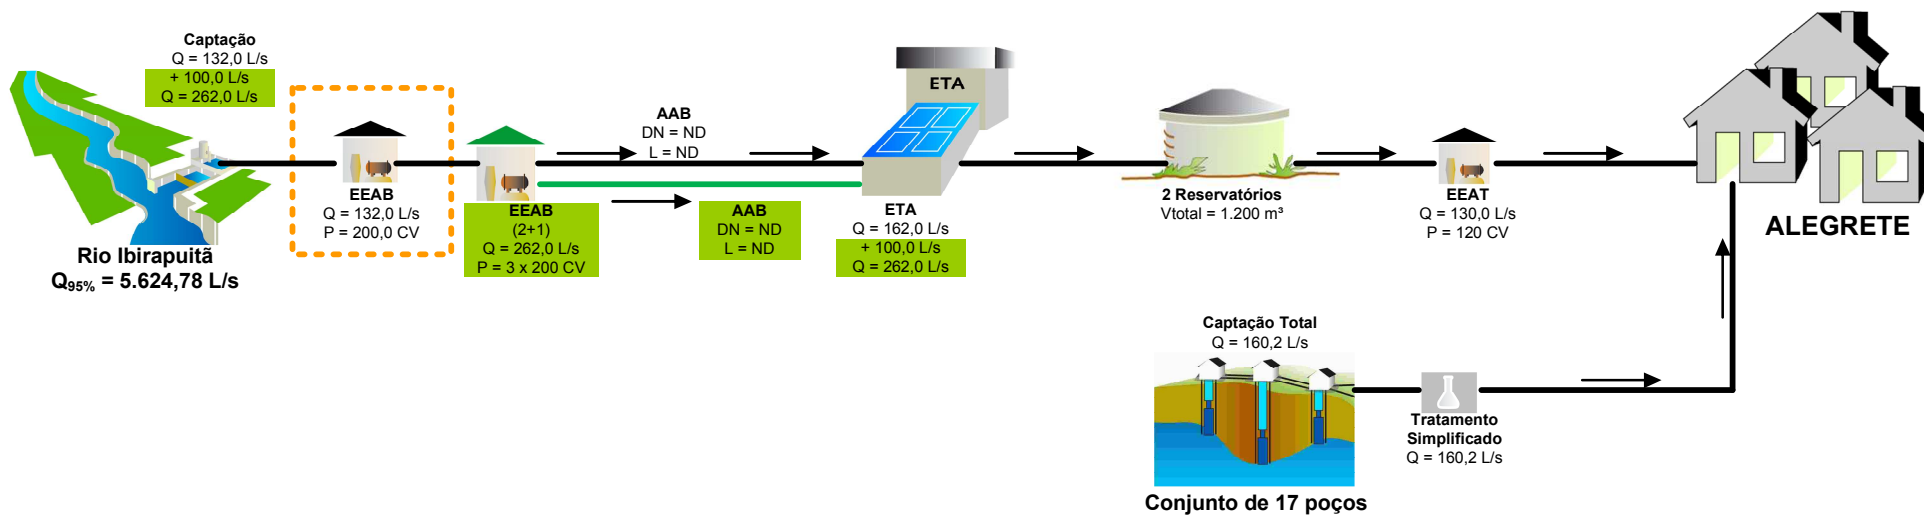 Captação
Q = 132,0 L/s
+ 100,0 L/s
Q = 262,0 L/s
Rio Ibirapuitã
Q95% = 5.624,78 L/s
EEAB
Q = 132,0 L/s
P = 200,0 CV
EEAB
(2+1)
Q = 262,0 L/s
P = 3 x 200 CV
AAB
DN = ND
L = ND
AAB
DN = ND
L = ND
ETA
ETA
Q = 162,0 L/s
+ 100,0 L/s
Q = 262,0 L/s
2 Reservatórios
Vtotal = 1.200 m³
EEAT
Q = 130,0 L/s
P = 120 CV
ALEGRETE
Captação Total
Q = 160,2 L/s
Conjunto de 17 poços
Tratamento
Simplificado
Q = 160,2 L/s